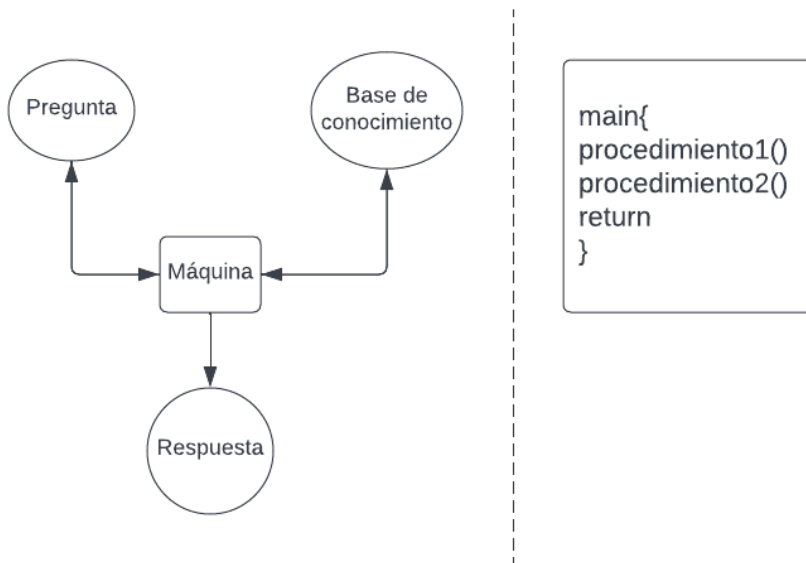 Pregunta
Base de
conocimiento
Máquina
Respuesta
main{
procedimiento1()
procedimiento2()
return
}